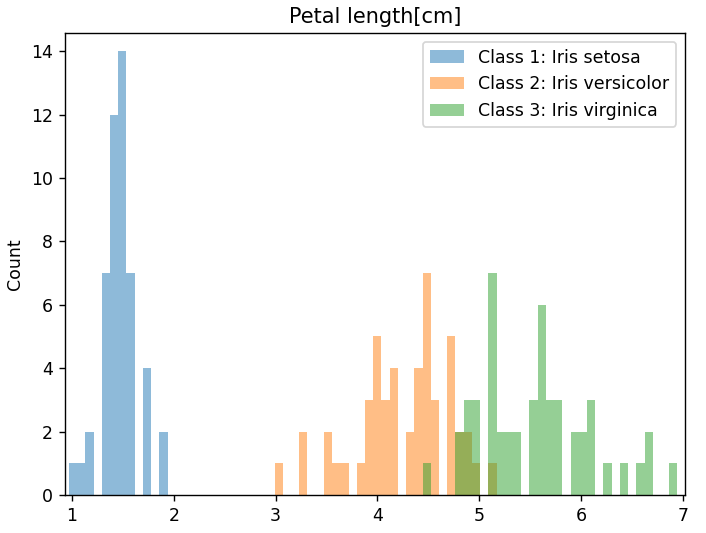 Petal length[cm]
Class 1: Iris setosa
Class 2: Iris versicolor
Class 3: Iris virginica
Count
14
12
10
8
6
4
2
0
1 2 3 4 5 6 7